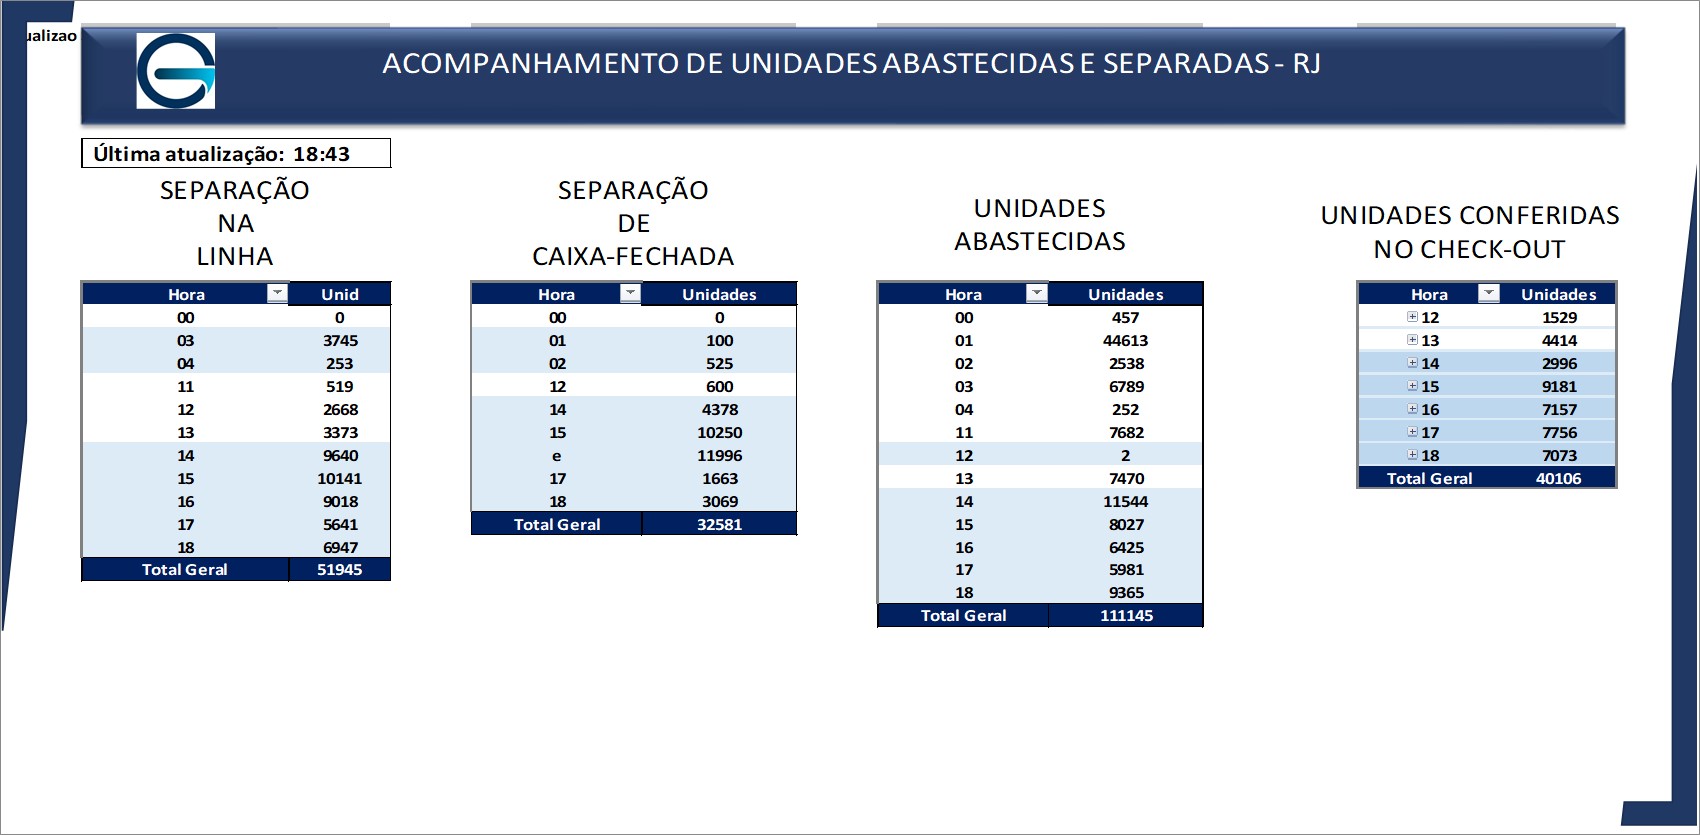 ualizao
ACOMPANHAMENTO DE UNIDADES ABASTECIDAS E SEPARADAS - RJ
Última atualização: 18:43
SEPARAÇÃO
NA
LINHA
Hora Unid
00 0
03 3745
04 253
11 519
12 2668
13 3373
14 9640
15 10141
16 9018
17 5641
18 6947
Total Geral 51945
SEPARAÇÃO
DE
CAIXA-FECHADA
Hora Unidades
00 0
01 100
02 525
12 600
14 4378
15 10250
e 11996
17 1663
18 3069
Total Geral 32581
UNIDADES
ABASTECIDAS
Hora Unidades
00 457
01 44613
02 2538
03 6789
04 252
11 7682
12 2
13 7470
14 11544
15 8027
16 6425
17 5981
18 9365
Total Geral 111145
UNIDADES CONFERIDAS
NO CHECK-OUT
Hora Unidades
12 1529
13 4414
14 2996
15 9181
16 7157
17 7756
18 7073
Total Geral 40106